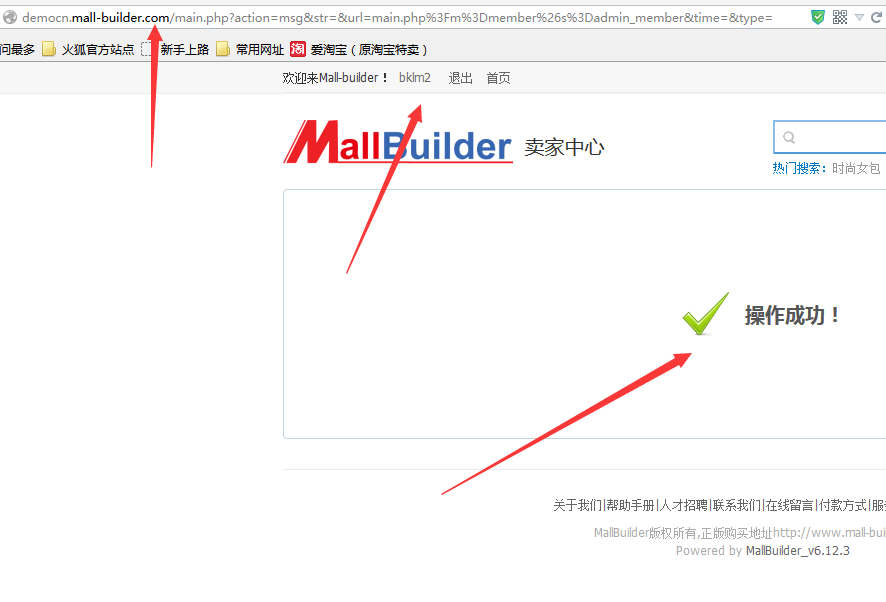 democn.mall-builder.com/main.php?action=msg&str=&url=main.php%3Fm%3Dmember%26s%3Dadmin_member&time=&type=
问最多 火狐官方站点 新手上路 常用网址 淘 爱淘宝（原淘宝特卖）
欢迎来Mall-builder！ bklm2 退出 首页
MallBuilder 卖家中心
热门搜索：时尚女包
操作成功！
关于我们|帮助手册|人才招聘|联系我们|在线留言|付款方式|服务
MallBuilder版权所有,正版购买地址http://www.mall-bui
Powered by MallBuilder_v6.12.3